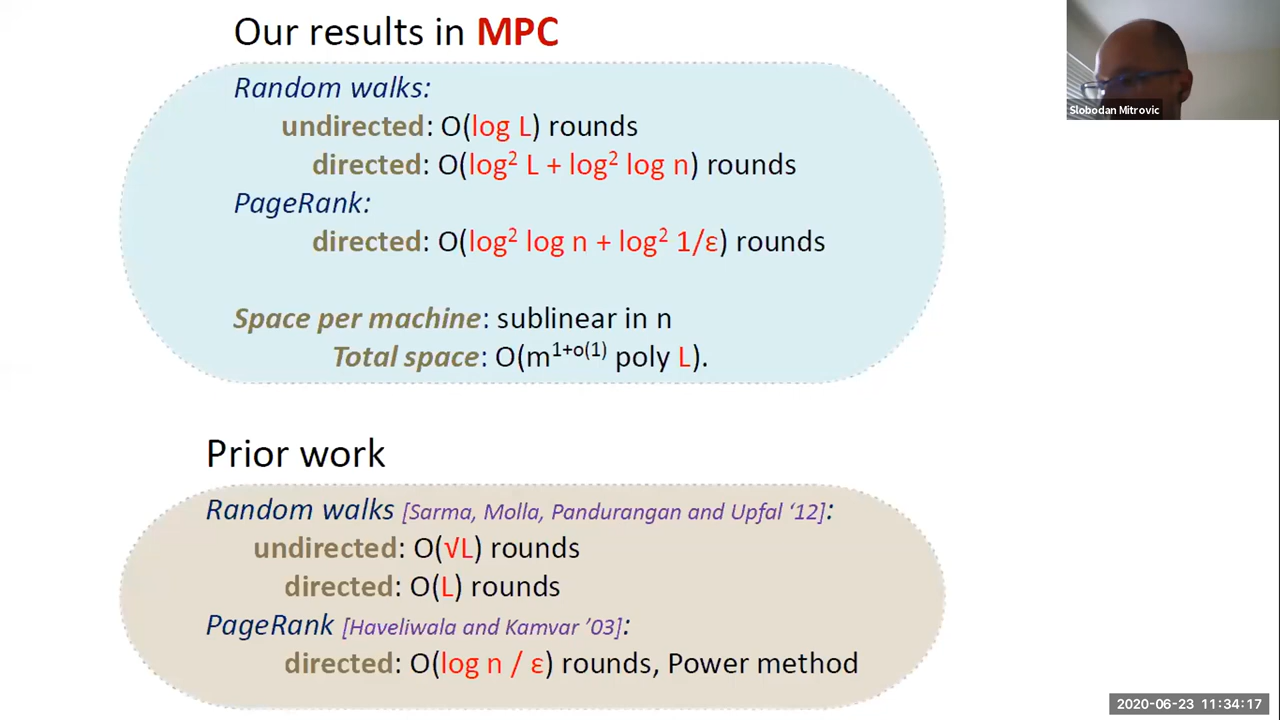 Our results in MPC
Random walks:
undirected: O(log L) rounds
directed: O(log² L + log² log n) rounds
PageRank:
directed: O(log² log n + log² 1/ε) rounds
Space per machine: sublinear in n
Total space: O(m¹⁺ᵒ⁽¹⁾ poly L).
Prior work
Random walks [Sarma, Molla, Pandurangan and Upfal ‘12]:
undirected: O(√L) rounds
directed: O(L) rounds
PageRank [Haveliwala and Kamvar ’03]:
directed: O(log n / ε) rounds, Power method
Slobodan Mitrovic
2020-06-23 11:34:17